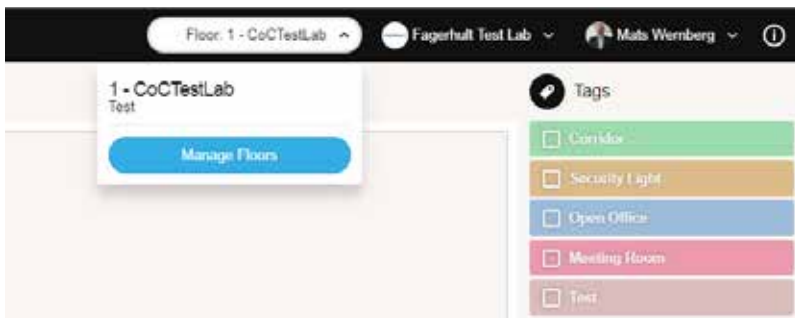 Floor: 1 - CoCTestLab
Fagerhult Test Lab
Mats Wernberg
1 - CoCTestLab
Test
Manage Floors
Tags
Corridor
Security Light
Open Office
Meeting Room
Test